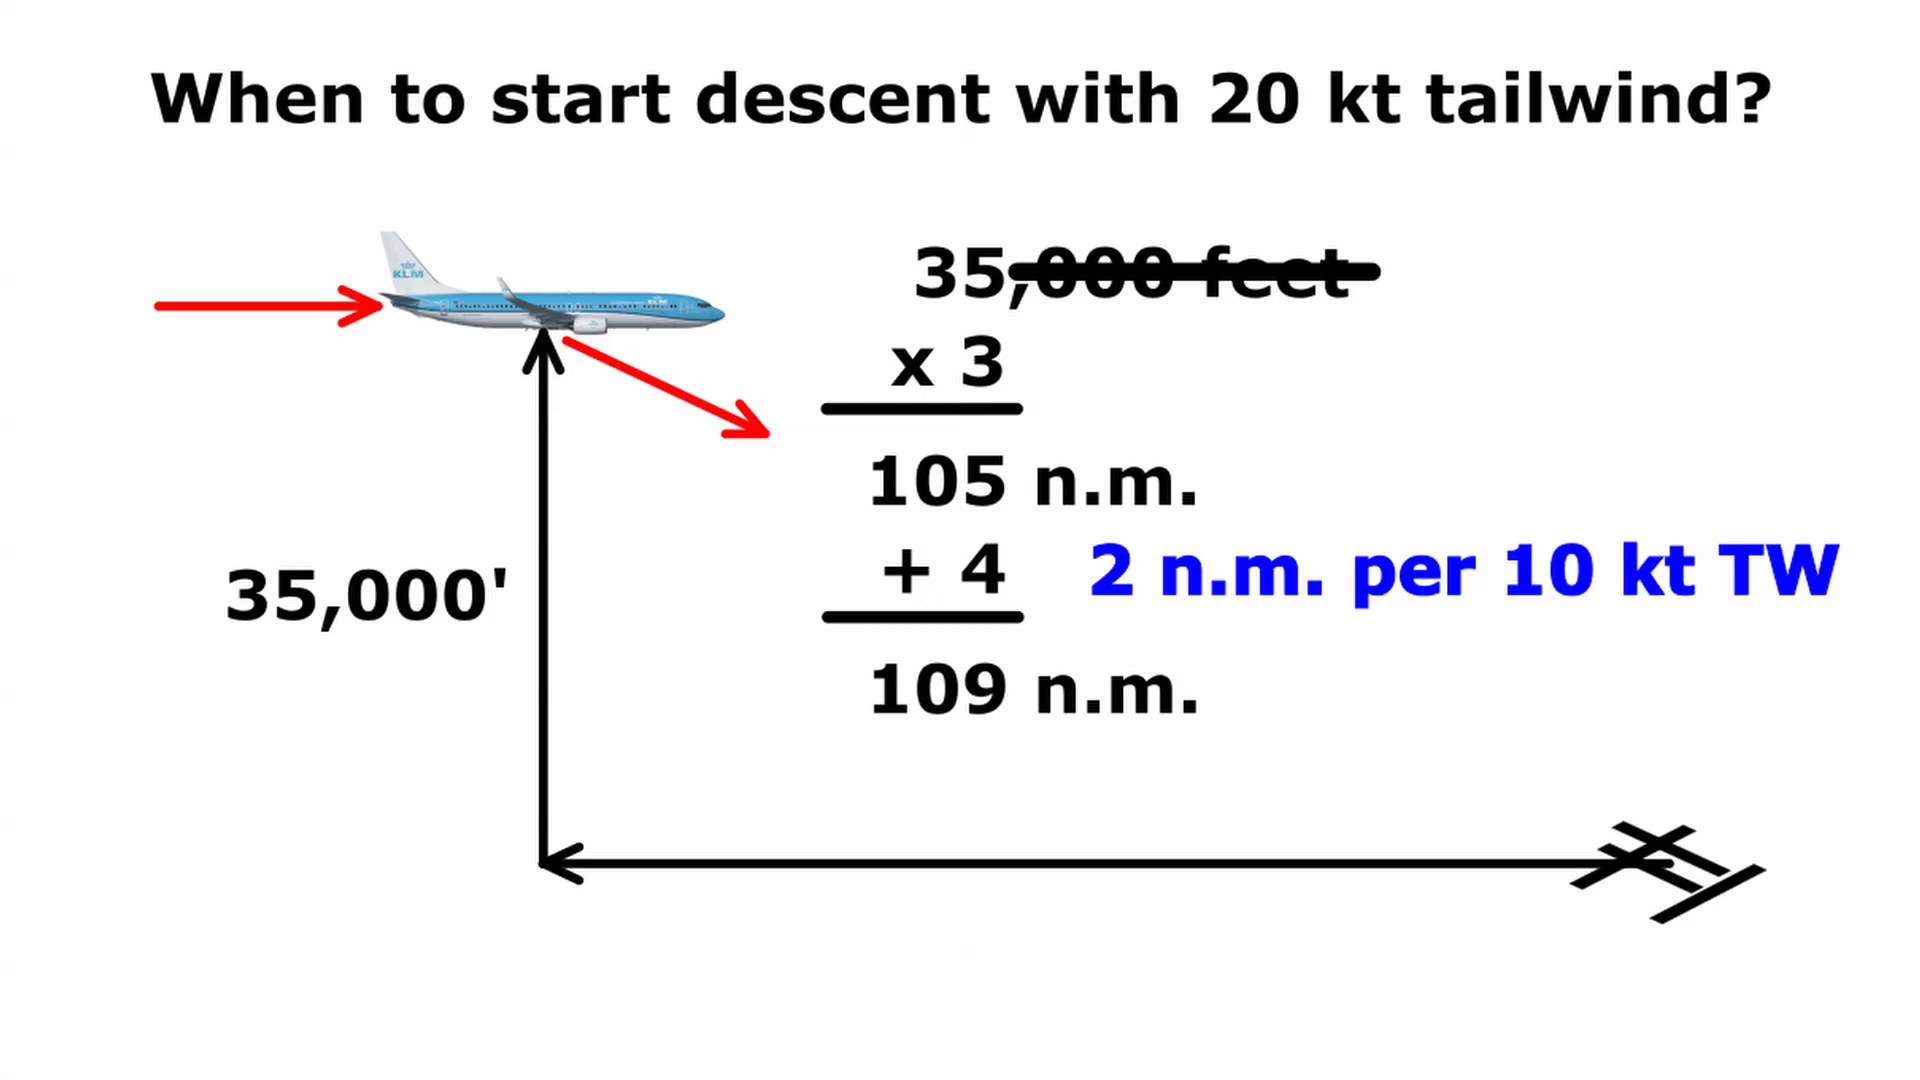 When to start descent with 20 kt tailwind?
KLM
35,000 feet
x 3
105 n.m.
+ 4 2 n.m. per 10 kt TW
35,000'
109 n.m.